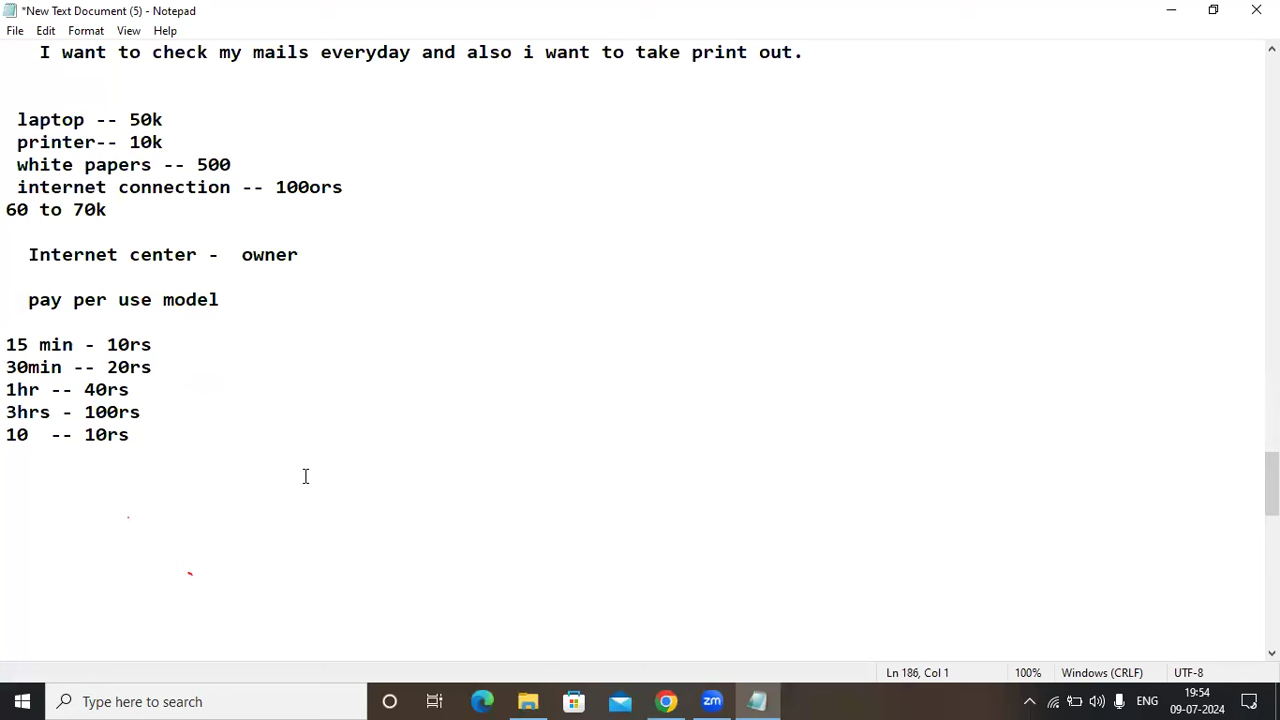 *New Text Document (5) - Notepad
File Edit Format View Help
I want to check my mails everyday and also i want to take print out.
laptop -- 50k
printer-- 10k
white papers -- 500
internet connection -- 100ors
60 to 70k
Internet center - owner
pay per use model
15 min - 10rs
30min -- 20rs
1hr -- 40rs
3hrs - 100rs
10 -- 10rs
Ln 186, Col 1 100% Windows (CRLF) UTF-8
Type here to search
zm
ENG
19:54
09-07-2024